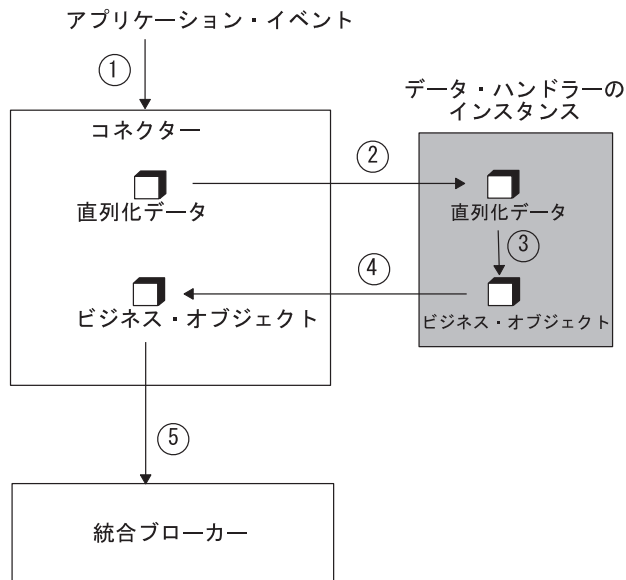 アプリケーション・イベント
①
コネクター
データ・ハンドラーの
インスタンス
②
直列化データ
直列化データ
③
④
ビジネス・オブジェクト
ビジネス・オブジェクト
⑤
統合ブローカー